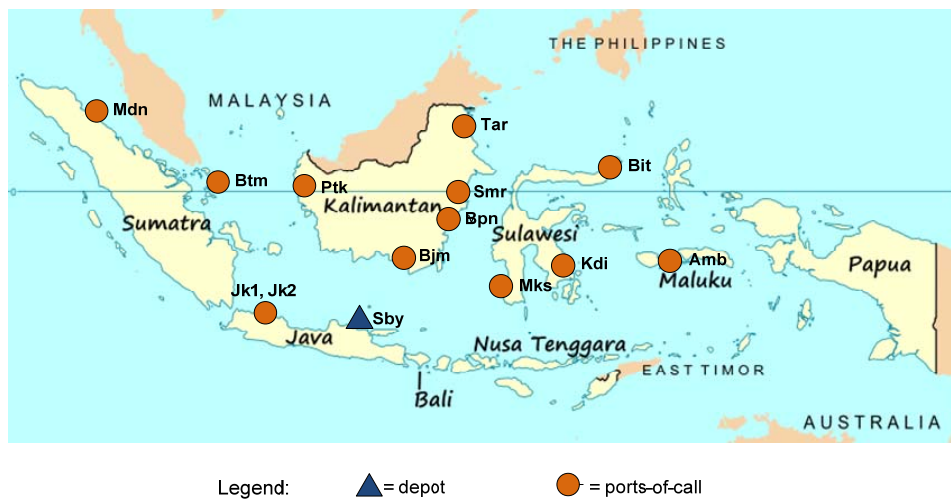 THE PHILIPPINES
MALAYSIA
Mdn
Tar
Bit
Btm
Ptk
Smr
Kalimantan
Bpn
Sumatra
Sulawesi
Bjm
Kdi
Amb
Papua
Maluku
Mks
Jk1, Jk2
Sby
Java
Nusa Tenggara
EAST TIMOR
Bali
AUSTRALIA
Legend: = depot = ports-of-call